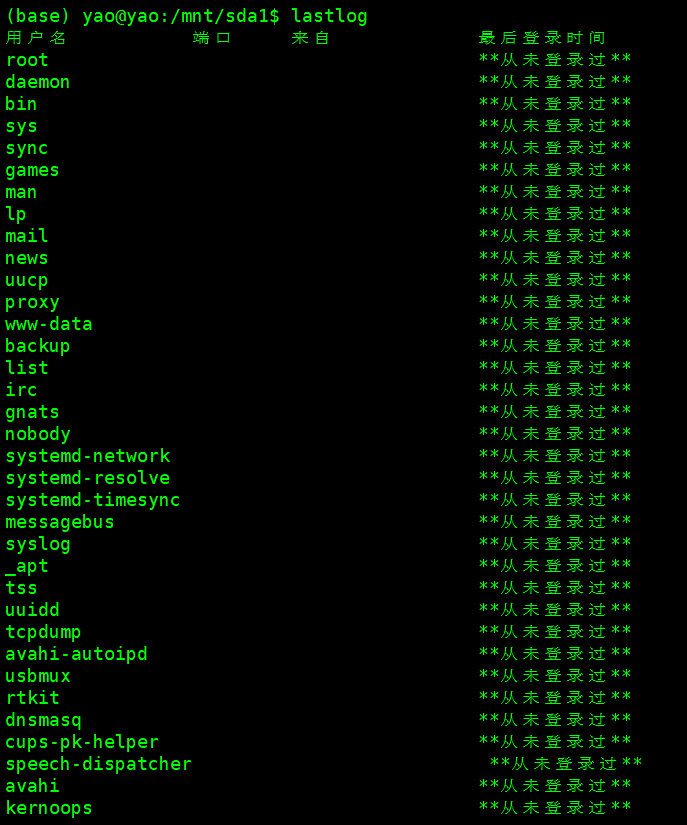 (base) yao@yao:/mnt/sda1$ lastlog
用户名 端口 来自 最后登录时间
root **从未登录过**
daemon **从未登录过**
bin **从未登录过**
sys **从未登录过**
sync **从未登录过**
games **从未登录过**
man **从未登录过**
lp **从未登录过**
mail **从未登录过**
news **从未登录过**
uucp **从未登录过**
proxy **从未登录过**
www-data **从未登录过**
backup **从未登录过**
list **从未登录过**
irc **从未登录过**
gnats **从未登录过**
nobody **从未登录过**
systemd-network **从未登录过**
systemd-resolve **从未登录过**
systemd-timesync **从未登录过**
messagebus **从未登录过**
syslog **从未登录过**
_apt **从未登录过**
tss **从未登录过**
uuidd **从未登录过**
tcpdump **从未登录过**
avahi-autoipd **从未登录过**
usbmux **从未登录过**
rtkit **从未登录过**
dnsmasq **从未登录过**
cups-pk-helper **从未登录过**
speech-dispatcher **从未登录过**
avahi **从未登录过**
kernoops **从未登录过**